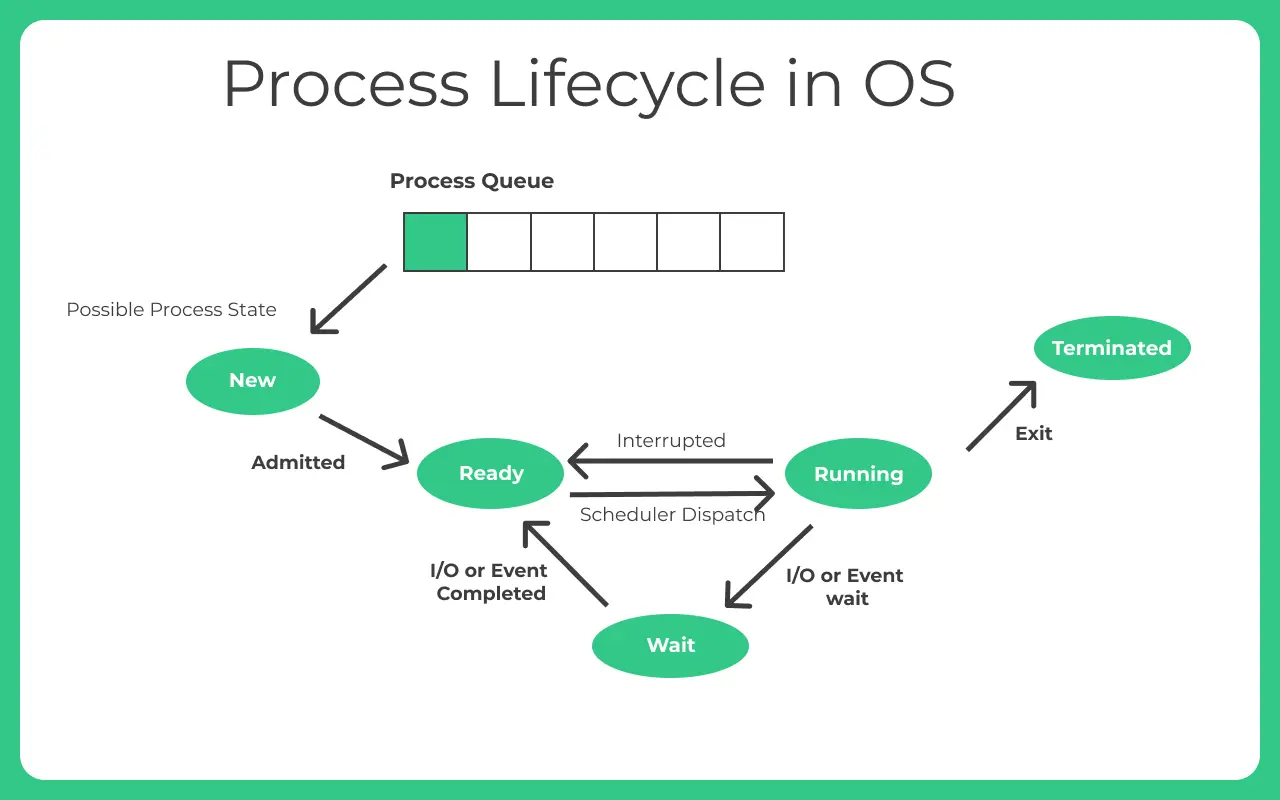 Process Lifecycle in OS
Process Queue
Possible Process State
New
Terminated
Admitted
Interrupted
Exit
Ready
Running
Scheduler Dispatch
I/O or Event
Completed
I/O or Event
wait
Wait